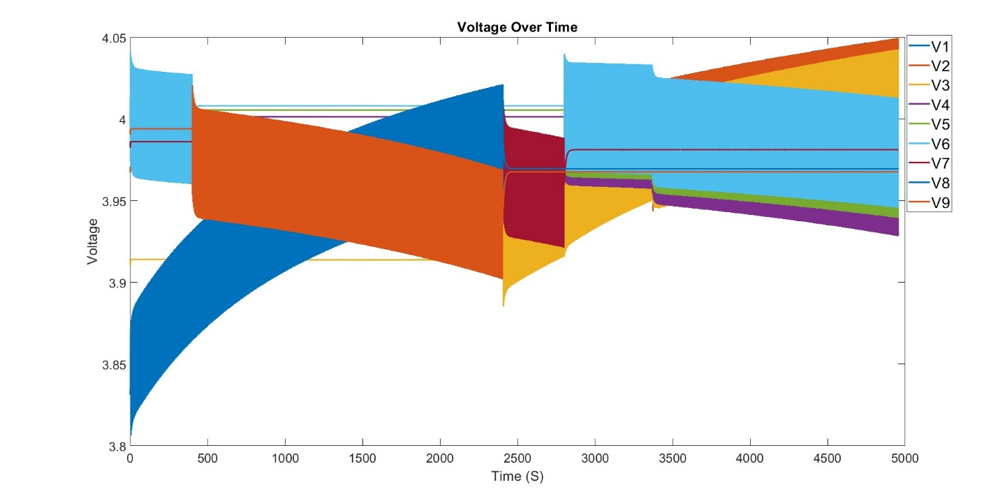 Voltage Over Time
4.05
4
3.95
3.9
3.85
3.8
Voltage
0 500 1000 1500 2000 2500 3000 3500 4000 4500 5000
Time (S)
V1
V2
V3
V4
V5
V6
V7
V8
V9